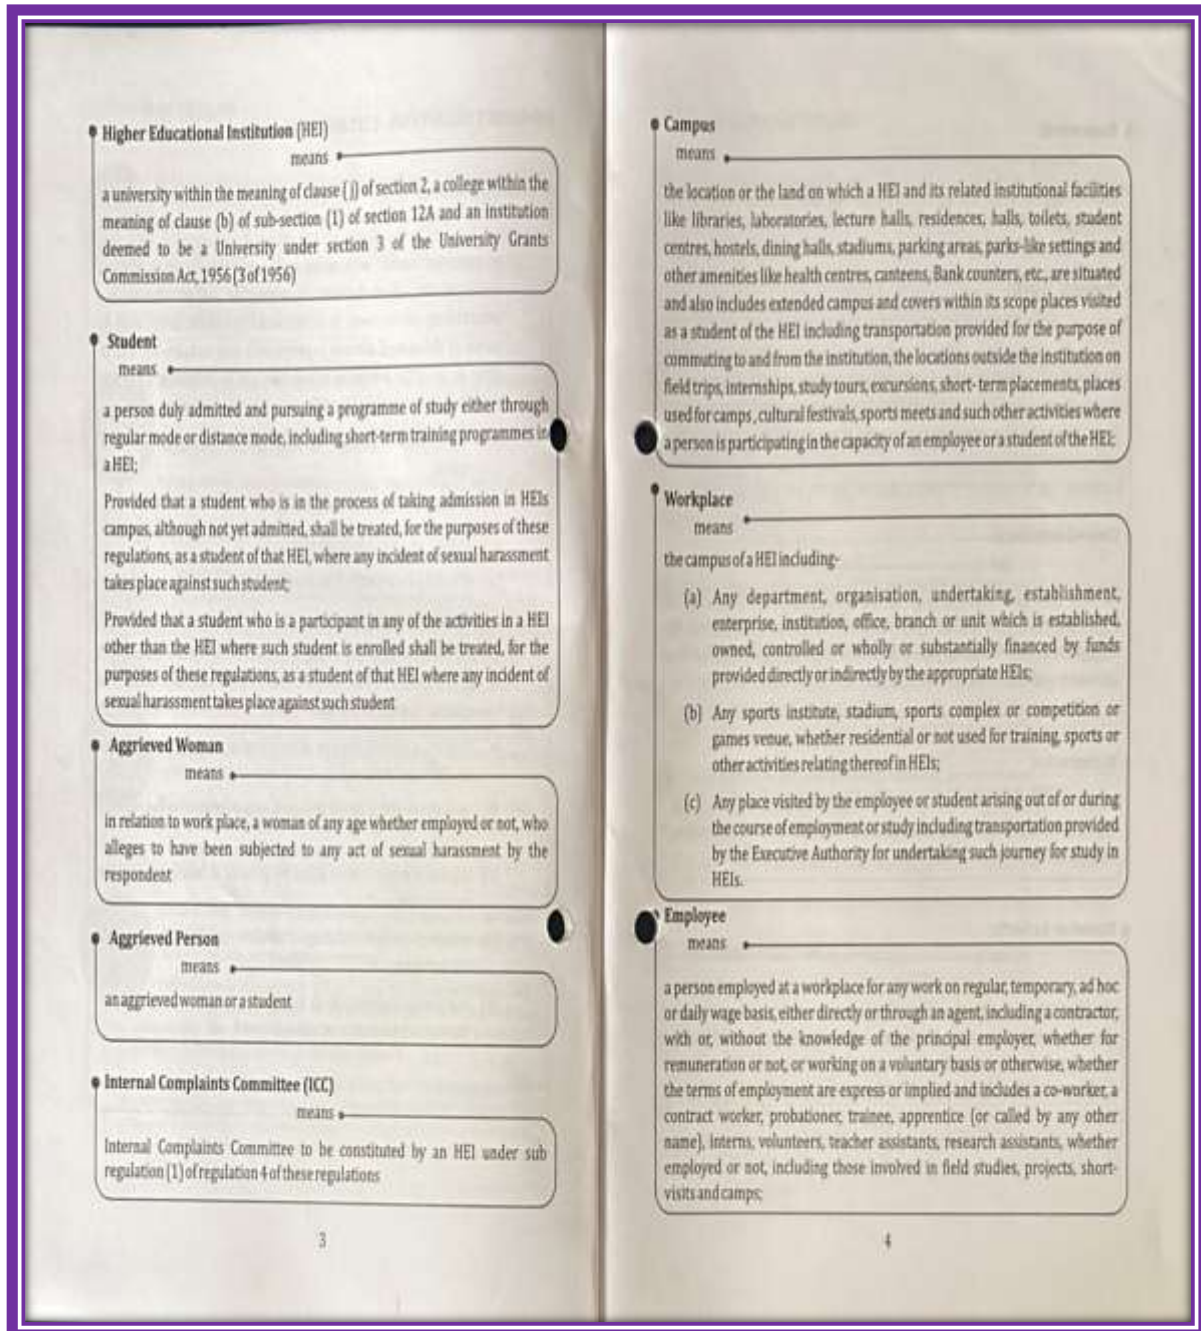 Higher Educational Institution (HEI)
means
a university within the meaning of clause (j) of section 2, a college within the
meaning of clause (b) of sub-section (1) of section 12A and an institution
deemed to be a University under section 3 of the University Grants
Commission Act, 1956 (3 of 1956)
Student
means
a person duly admitted and pursuing a programme of study either through
regular mode or distance mode, including short-term training programmes in
a HEI;
Provided that a student who is in the process of taking admission in HEIs
campus, although not yet admitted, shall be treated, for the purposes of these
regulations, as a student of that HEI, where any incident of sexual harassment
takes place against such student;
Provided that a student who is a participant in any of the activities in a HEI
other than the HEI where such student is enrolled shall be treated, for the
purposes of these regulations, as a student of that HEI where any incident of
sexual harassment takes place against such student
Aggrieved Woman
means
in relation to work place, a woman of any age whether employed or not, who
alleges to have been subjected to any act of sexual harassment by the
respondent
Aggrieved Person
means
an aggrieved woman or a student
Internal Complaints Committee (ICC)
means
Internal Complaints Committee to be constituted by an HEI under sub
regulation (1) of regulation 4 of these regulations
3
Campus
means
the location or the land on which a HEI and its related institutional facilities
like libraries, laboratories, lecture halls, residences, halls, toilets, student
centres, hostels, dining halls, stadiums, parking areas, parks-like settings and
other amenities like health centres, canteens, Bank counters, etc., are situated
and also includes extended campus and covers within its scope places visited
as a student of the HEI including transportation provided for the purpose of
commuting to and from the institution, the locations outside the institution on
field trips, internships, study tours, excursions, short- term placements, places
used for camps , cultural festivals, sports meets and such other activities where
a person is participating in the capacity of an employee or a student of the HEI;
Workplace
means
the campus of a HEI including-
(a) Any department, organisation, undertaking, establishment,
enterprise, institution, office, branch or unit which is established,
owned, controlled or wholly or substantially financed by funds
provided directly or indirectly by the appropriate HEIs;
(b) Any sports institute, stadium, sports complex or competition or
games venue, whether residential or not used for training, sports or
other activities relating thereof in HEIs;
(c) Any place visited by the employee or student arising out of or during
the course of employment or study including transportation provided
by the Executive Authority for undertaking such journey for study in
HEIs.
Employee
means
a person employed at a workplace for any work on regular, temporary, ad hoc
or daily wage basis, either directly or through an agent, including a contractor,
with or, without the knowledge of the principal employer, whether for
remuneration or not, or working on a voluntary basis or otherwise, whether
the terms of employment are express or implied and includes a co-worker, a
contract worker, probationer, trainee, apprentice (or called by any other
name), interns, volunteers, teacher assistants, research assistants, whether
employed or not, including those involved in field studies, projects, short-
visits and camps;
4